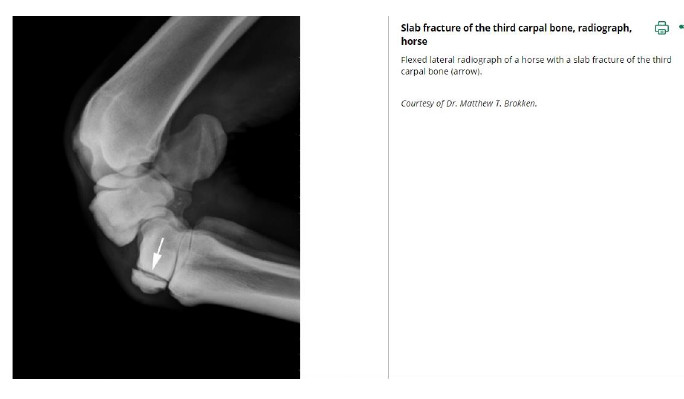 Slab fracture of the third carpal bone, radiograph,
horse
Flexed lateral radiograph of a horse with a slab fracture of the third
carpal bone (arrow).
Courtesy of Dr. Matthew T. Brokken.